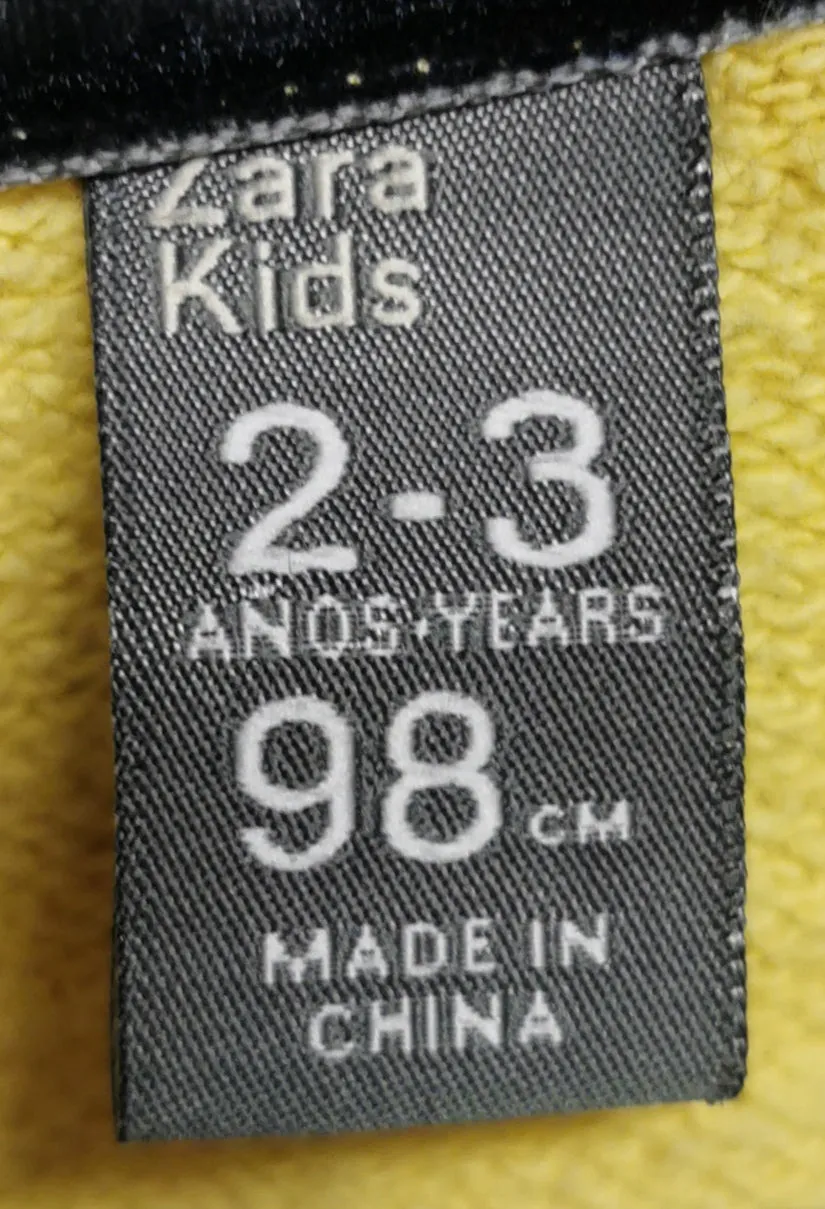 Zara
Kids
2-3
AÑOS·YEARS
98 CM
MADE IN
CHINA